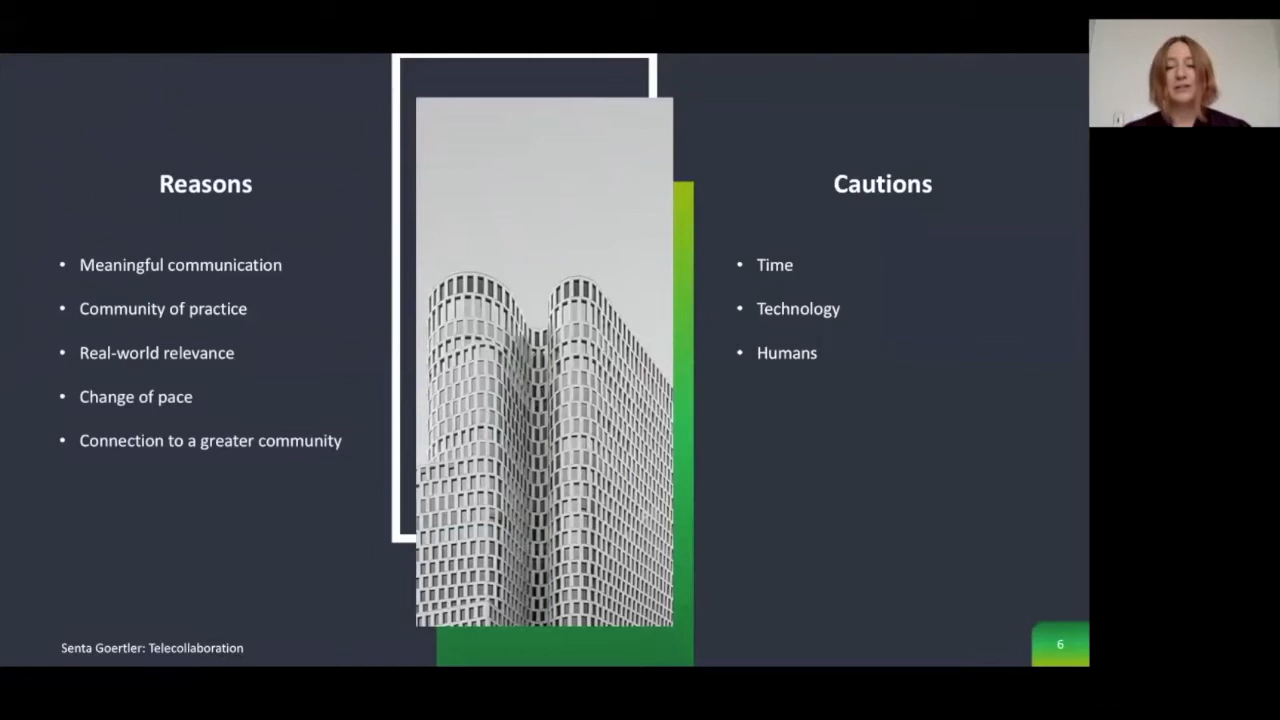 Reasons
• Meaningful communication
• Community of practice
• Real-world relevance
• Change of pace
• Connection to a greater community
Cautions
• Time
• Technology
• Humans
Senta Goertler: Telecollaboration
6